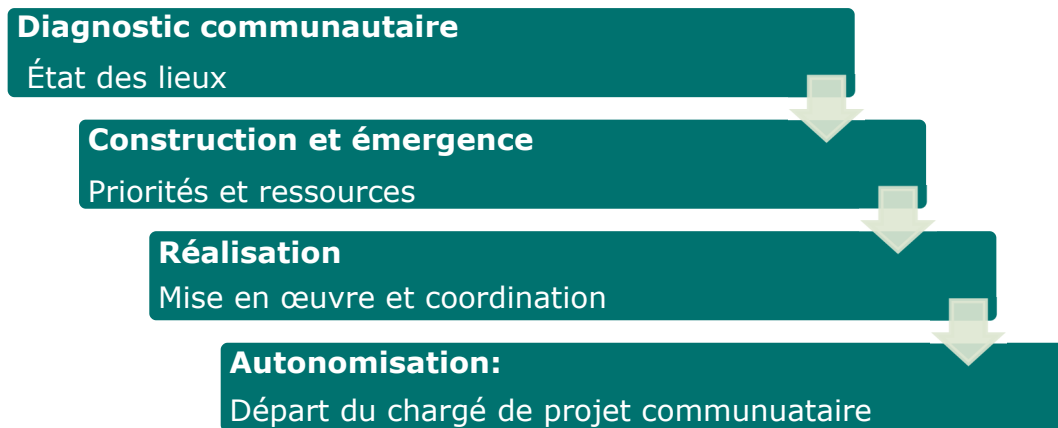 Diagnostic communautaire
État des lieux
Construction et émergence
Priorités et ressources
Réalisation
Mise en œuvre et coordination
Autonomisation:
Départ du chargé de projet communuataire